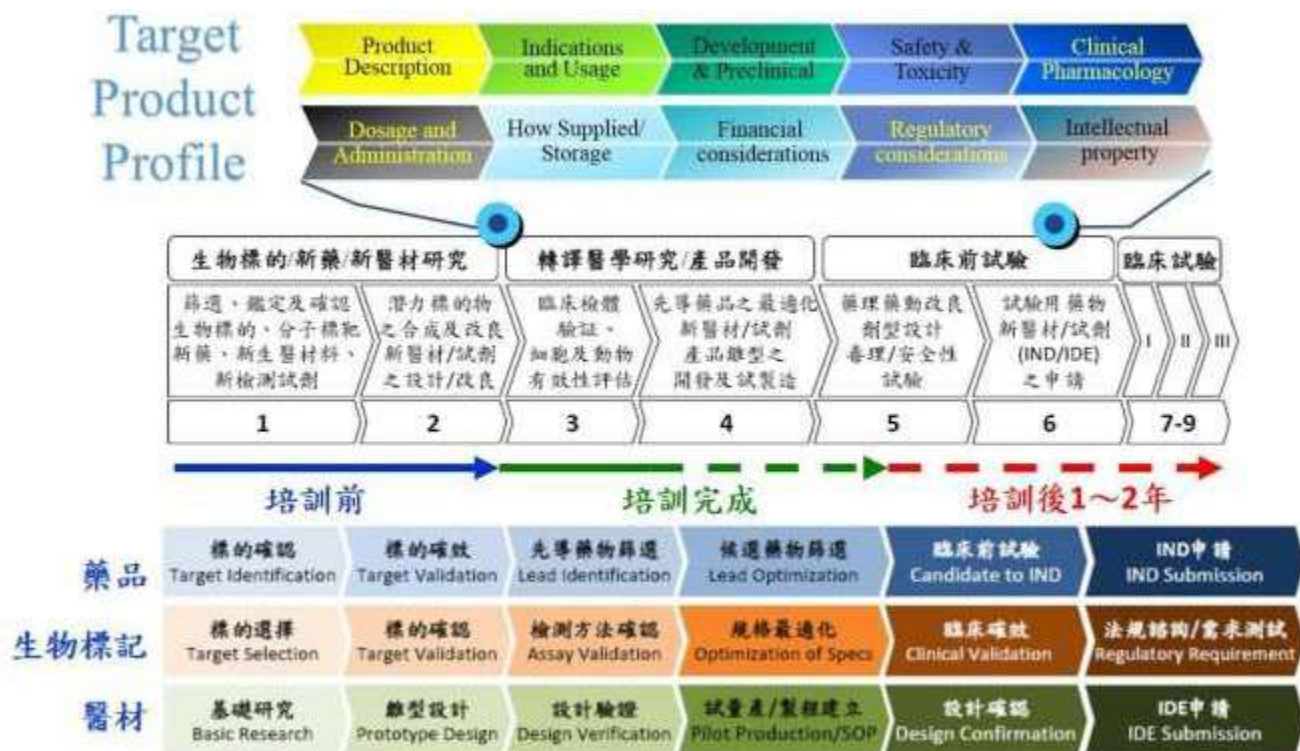 Target
Product
Profile
Product
Description
Indications
and Usage
Development
& Preclinical
Safety &
Toxicity
Clinical
Pharmacology
Dosage and
Administration
How Supplied/
Storage
Financial
considerations
Regulatory
considerations
Intellectual
property
生物標的/新藥/新醫材研究
轉譯醫學研究/產品開發
臨床前試驗
臨床試驗
篩選、鑑定及確認
生物標的、分子標靶
新藥、新生醫材料、
新檢測試劑
潛力標的物
之合成及改良
新醫材/試劑
之設計/改良
臨床檢體
驗証、
細胞及動物
有效性評估
先導藥品之最適化
新醫材/試劑
產品雛型之
開發及試製造
藥理藥動改良
劑型設計
毒理/安全性
試驗
試驗用藥物
新醫材/試劑
(IND/IDE)
之申請
I
II
III
1
2
3
4
5
6
7-9
培訓前
培訓完成
培訓後1～2年
藥品
標的確認
Target Identification
標的確效
Target Validation
先導藥物篩選
Lead Identification
候選藥物篩選
Lead Optimization
臨床前試驗
Candidate to IND
IND申請
IND Submission
生物標記
標的選擇
Target Selection
標的確認
Target Validation
檢測方法確認
Assay Validation
規格最適化
Optimization of Specs
臨床確效
Clinical Validation
法規諮詢/需求測試
Regulatory Requirement
醫材
基礎研究
Basic Research
雛型設計
Prototype Design
設計驗證
Design Verification
試量產/製程建立
Pilot Production/SOP
設計確認
Design Confirmation
IDE申請
IDE Submission